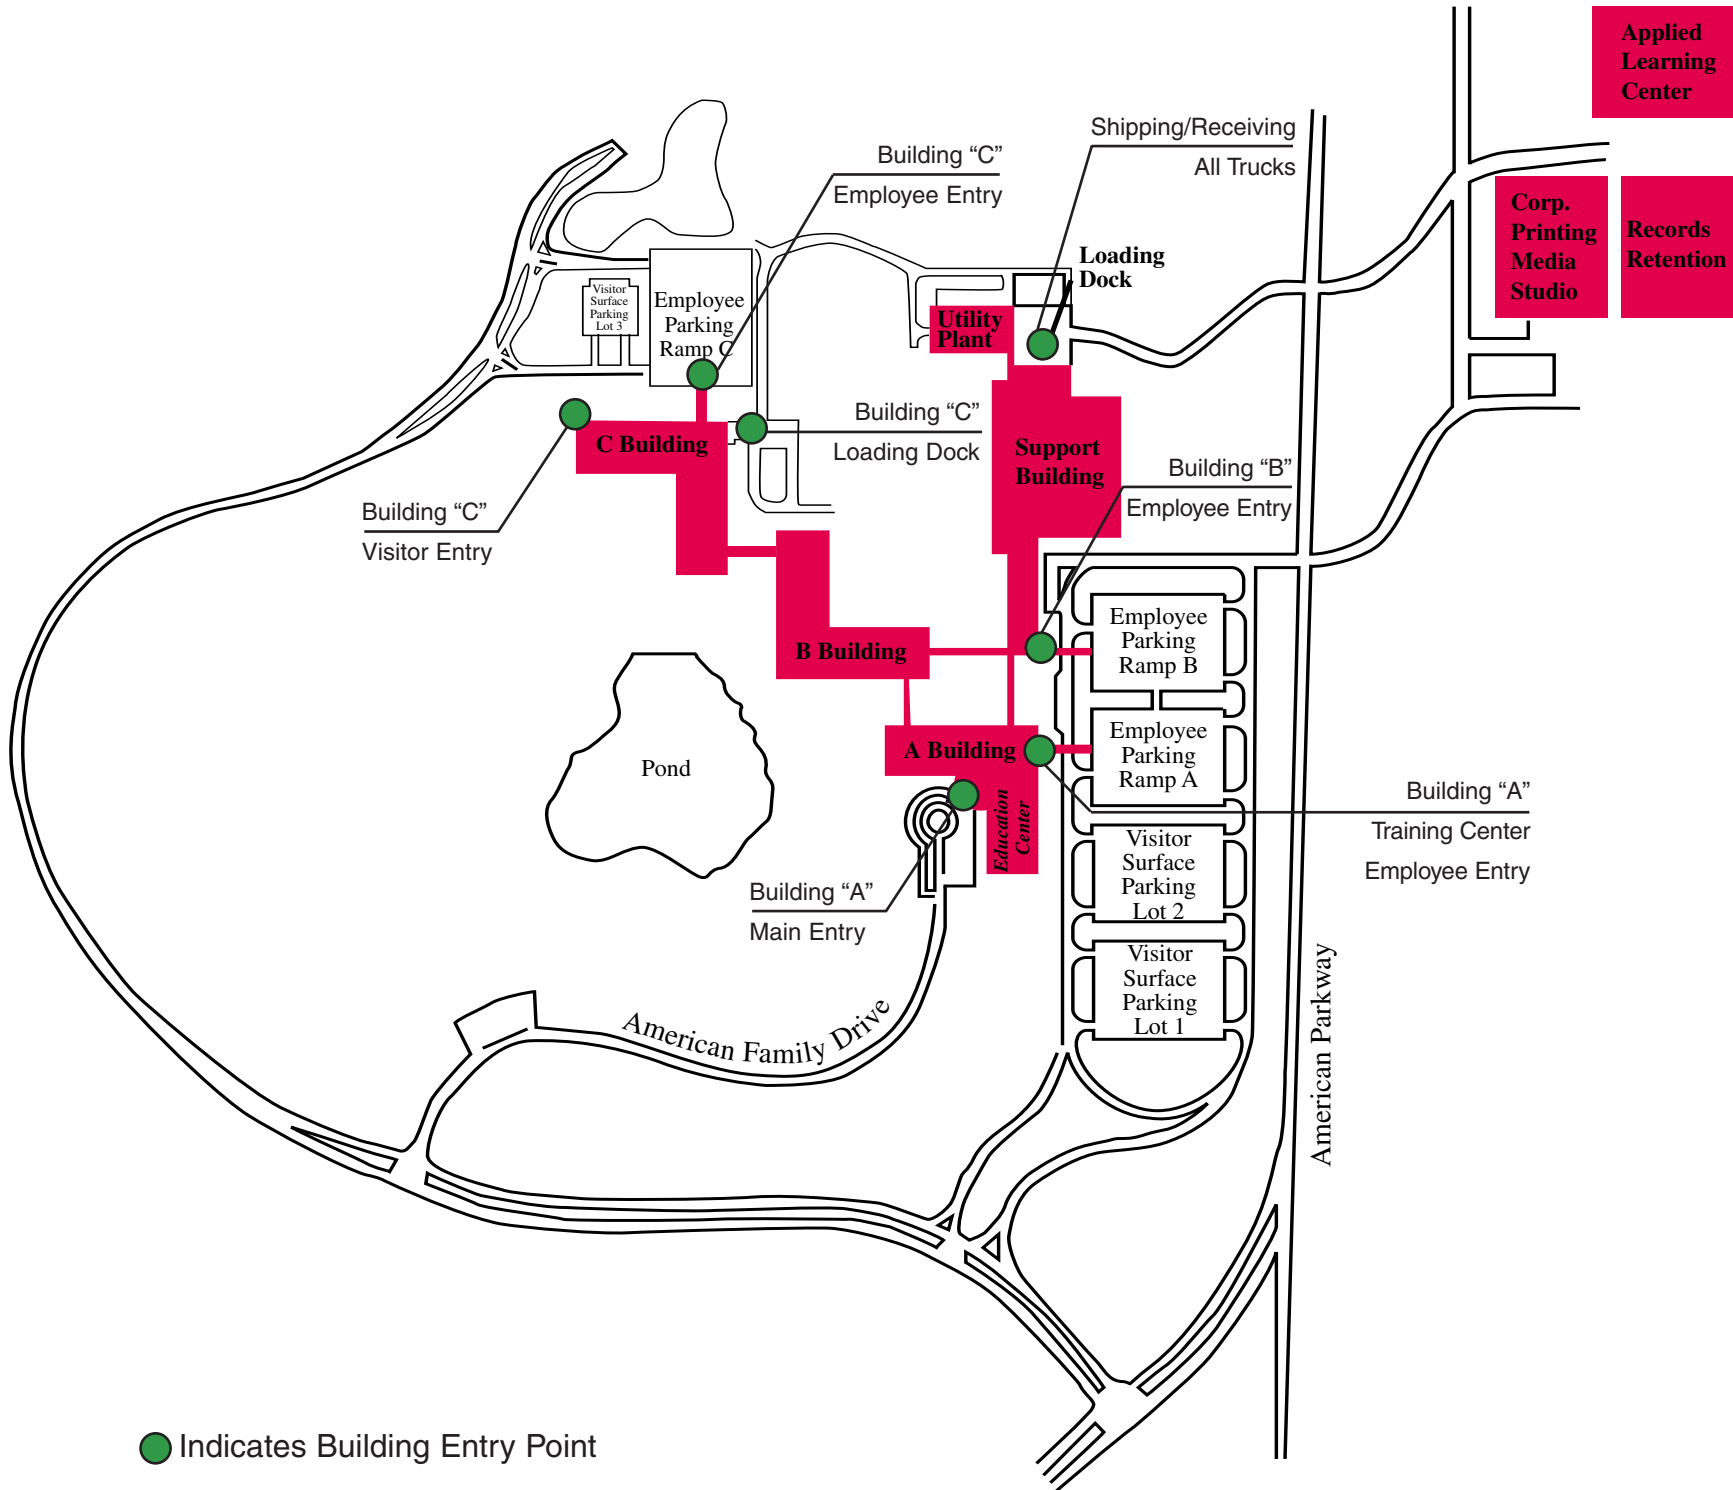 Applied
Learning
Center
Shipping/Receiving
All Trucks
Building “C”
Employee Entry
Corp.
Printing
Media
Studio
Records
Retention
Loading
Dock
Visitor
Surface
Parking
Lot 3
Employee
Parking
Ramp C
Utility
Plant
Building “C”
Loading Dock
C Building
Support
Building
Building “B”
Employee Entry
Building “C”
Visitor Entry
Employee
Parking
Ramp B
B Building
Employee
Parking
Ramp A
A Building
Pond
Building “A”
Training Center
Employee Entry
Education
Center
Visitor
Surface
Parking
Lot 2
Building “A”
Main Entry
Visitor
Surface
Parking
Lot 1
American Family Drive
American Parkway
Indicates Building Entry Point